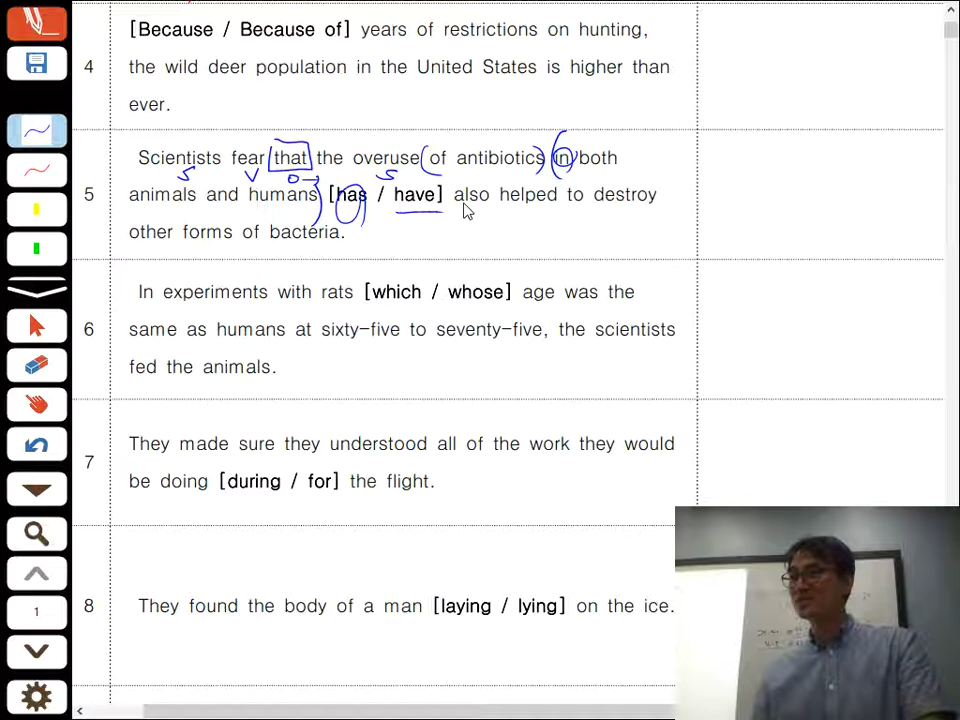 [Because / Because of] years of restrictions on hunting,
4
the wild deer population in the United States is higher than
ever.
Scientists fear that the overuse of antibiotics in both
S V O S
5
animals and humans [has / have] also helped to destroy
other forms of bacteria.
In experiments with rats [which / whose] age was the
6
same as humans at sixty-five to seventy-five, the scientists
fed the animals.
They made sure they understood all of the work they would
7
be doing [during / for] the flight.
8
They found the body of a man [laying / lying] on the ice.
1